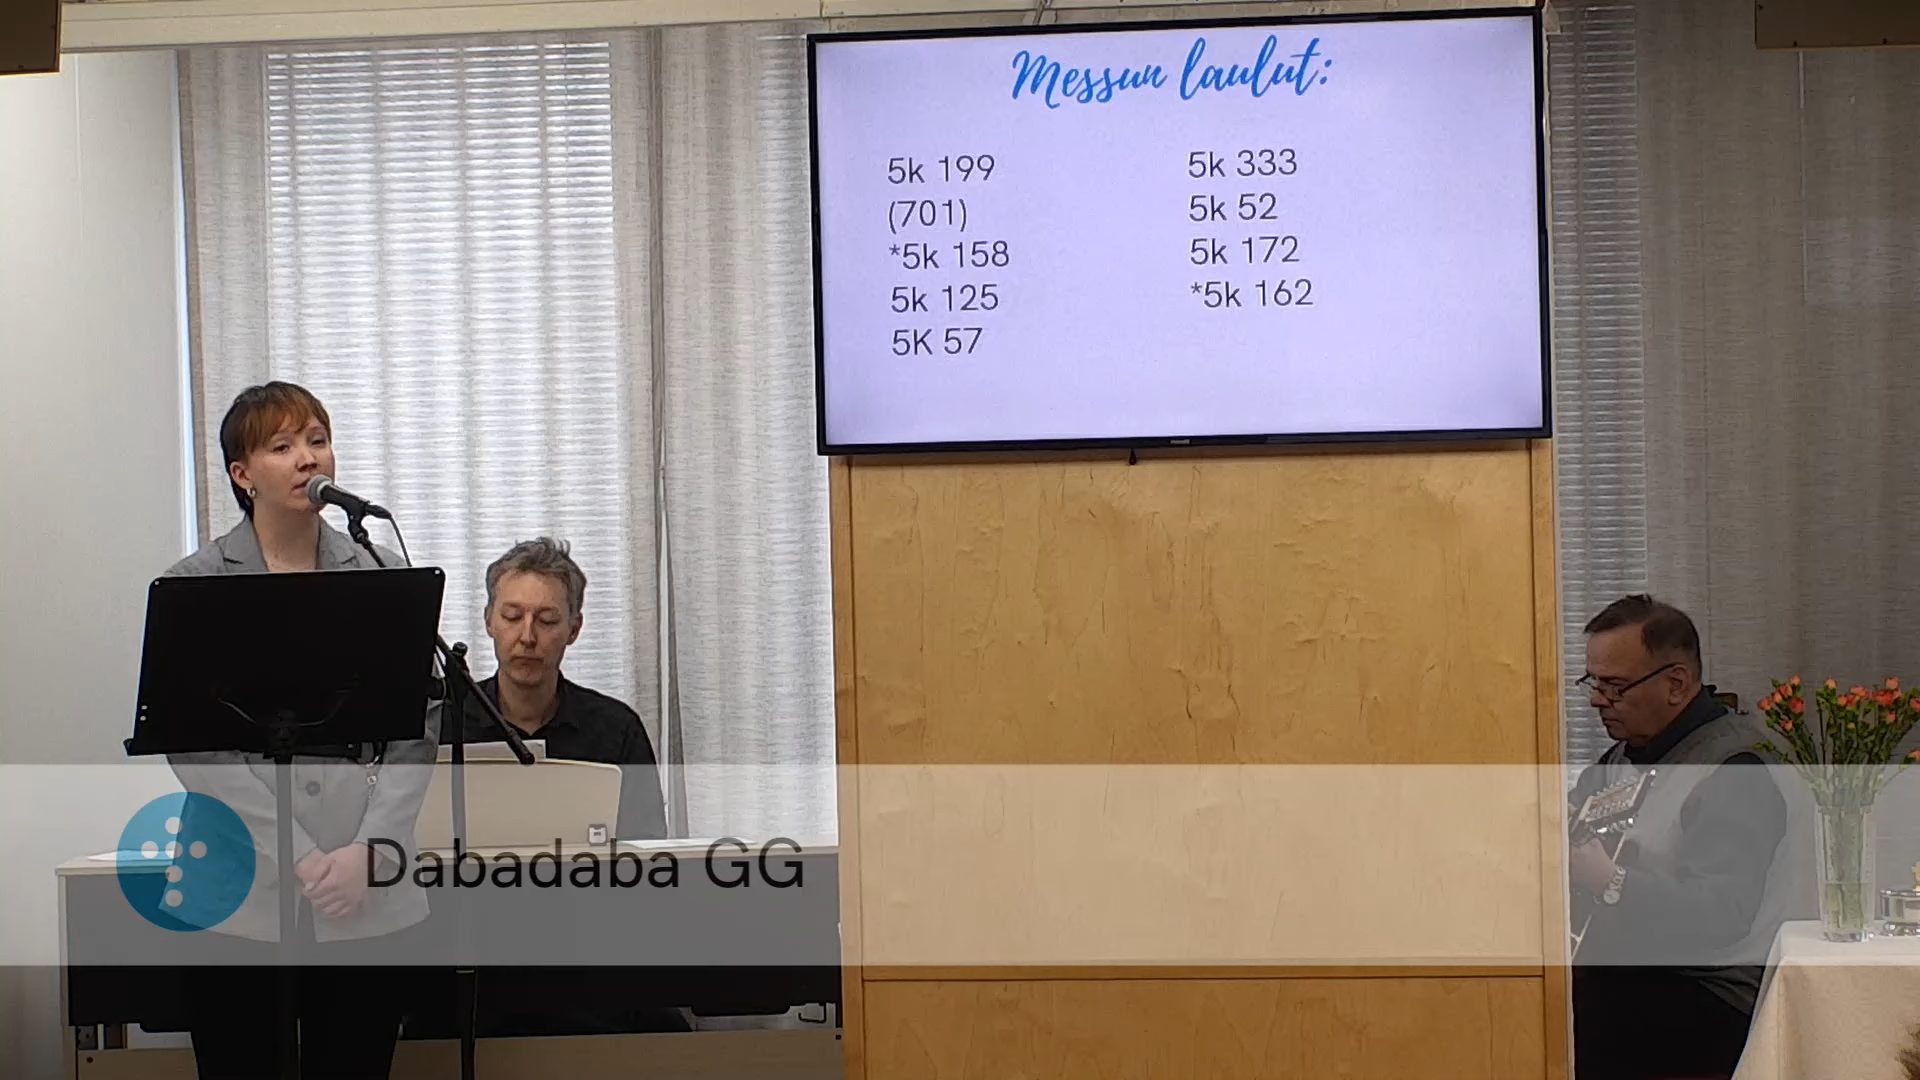 Messun laulut:
5k 199
(701)
*5k 158
5k 125
5K 57
5k 333
5k 52
5k 172
*5k 162
Dabadaba GG